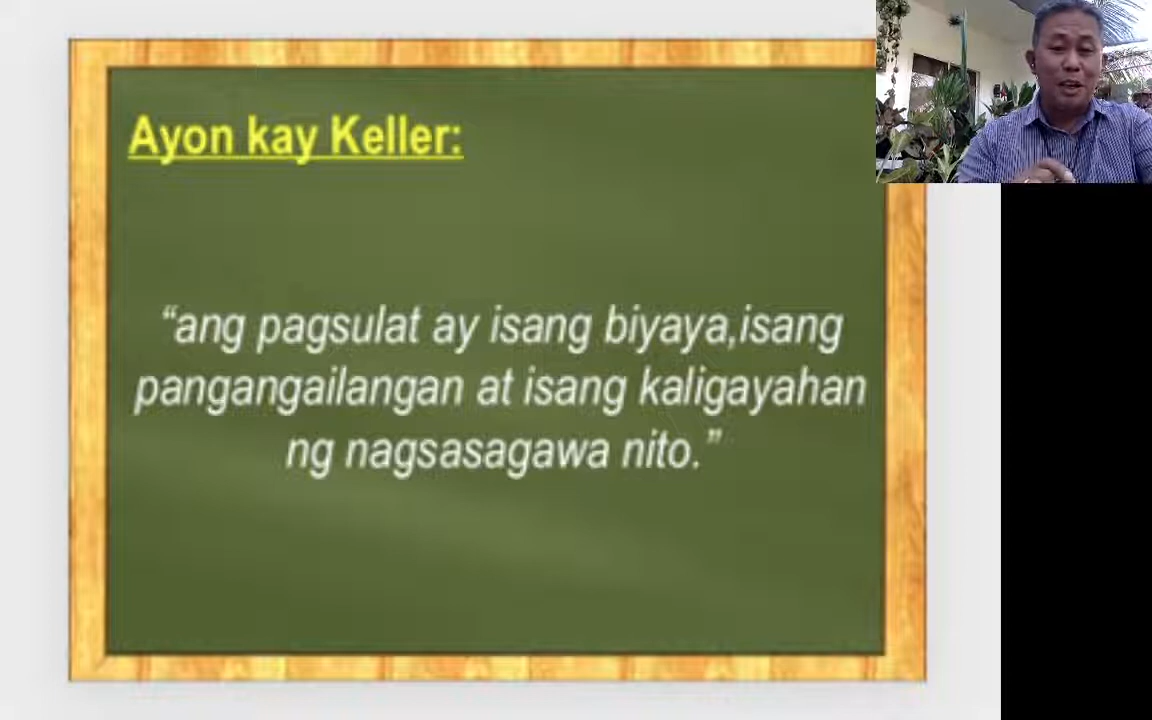 Ayon kay Keller:
“ang pagsulat ay isang biyaya,isang
pangangailangan at isang kaligayahan
ng nagsasagawa nito.”